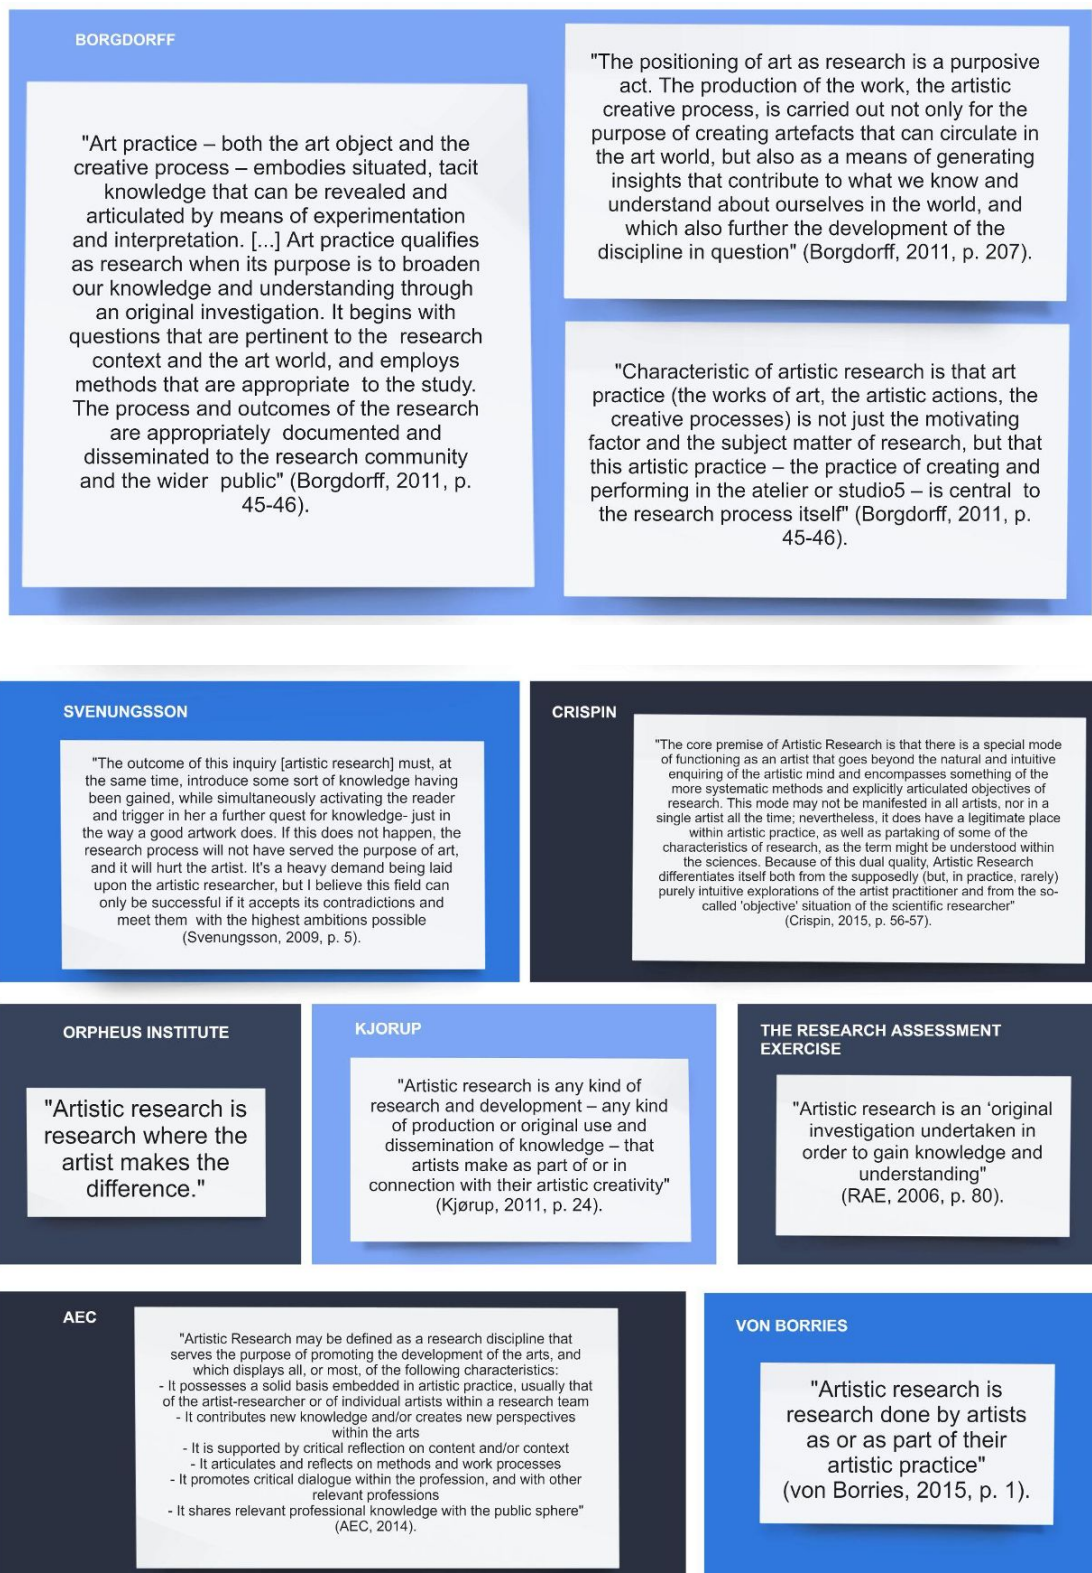 BORGDORFF
"Art practice – both the art object and the
creative process – embodies situated, tacit
knowledge that can be revealed and
articulated by means of experimentation
and interpretation. [...] Art practice qualifies
as research when its purpose is to broaden
our knowledge and understanding through
an original investigation. It begins with
questions that are pertinent to the research
context and the art world, and employs
methods that are appropriate to the study.
The process and outcomes of the research
are appropriately documented and
disseminated to the research community
and the wider public" (Borgdorff, 2011, p.
45-46).
"The positioning of art as research is a purposive
act. The production of the work, the artistic
creative process, is carried out not only for the
purpose of creating artefacts that can circulate in
the art world, but also as a means of generating
insights that contribute to what we know and
understand about ourselves in the world, and
which also further the development of the
discipline in question" (Borgdorff, 2011, p. 207).
"Characteristic of artistic research is that art
practice (the works of art, the artistic actions, the
creative processes) is not just the motivating
factor and the subject matter of research, but that
this artistic practice – the practice of creating and
performing in the atelier or studio5 – is central to
the research process itself" (Borgdorff, 2011, p.
45-46).
SVENUNGSSON
"The outcome of this inquiry [artistic research] must, at
the same time, introduce some sort of knowledge having
been gained, while simultaneously activating the reader
and trigger in her a further quest for knowledge- just in
the way a good artwork does. If this does not happen, the
research process will not have served the purpose of art,
and it will hurt the artist. It's a heavy demand being laid
upon the artistic researcher, but I believe this field can
only be successful if it accepts its contradictions and
meet them with the highest ambitions possible
(Svenungsson, 2009, p. 5).
CRISPIN
"The core premise of Artistic Research is that there is a special mode
of functioning as an artist that goes beyond the natural and intuitive
enquiring of the artistic mind and encompasses something of the
more systematic methods and explicitly articulated objectives of
research. This mode may not be manifested in all artists, nor in a
single artist all the time; nevertheless, it does have a legitimate place
within artistic practice, as well as partaking of some of the
characteristics of research, as the term might be understood within
the sciences. Because of this dual quality, Artistic Research
differentiates itself both from the supposedly (but, in practice, rarely)
purely intuitive explorations of the artist practitioner and from the so-
called 'objective' situation of the scientific researcher"
(Crispin, 2015, p. 56-57).
ORPHEUS INSTITUTE
"Artistic research is
research where the
artist makes the
difference."
KJORUP
"Artistic research is any kind of
research and development – any kind
of production or original use and
dissemination of knowledge – that
artists make as part of or in
connection with their artistic creativity"
(Kjørup, 2011, p. 24).
THE RESEARCH ASSESSMENT
EXERCISE
"Artistic research is an ‘original
investigation undertaken in
order to gain knowledge and
understanding"
(RAE, 2006, p. 80).
AEC
"Artistic Research may be defined as a research discipline that
serves the purpose of promoting the development of the arts, and
which displays all, or most, of the following characteristics:
- It possesses a solid basis embedded in artistic practice, usually that
of the artist-researcher or of individual artists within a research team
- It contributes new knowledge and/or creates new perspectives
within the arts
- It is supported by critical reflection on content and/or context
- It articulates and reflects on methods and work processes
- It promotes critical dialogue within the profession, and with other
relevant professions
- It shares relevant professional knowledge with the public sphere"
(AEC, 2014).
VON BORRIES
"Artistic research is
research done by artists
as or as part of their
artistic practice"
(von Borries, 2015, p. 1).